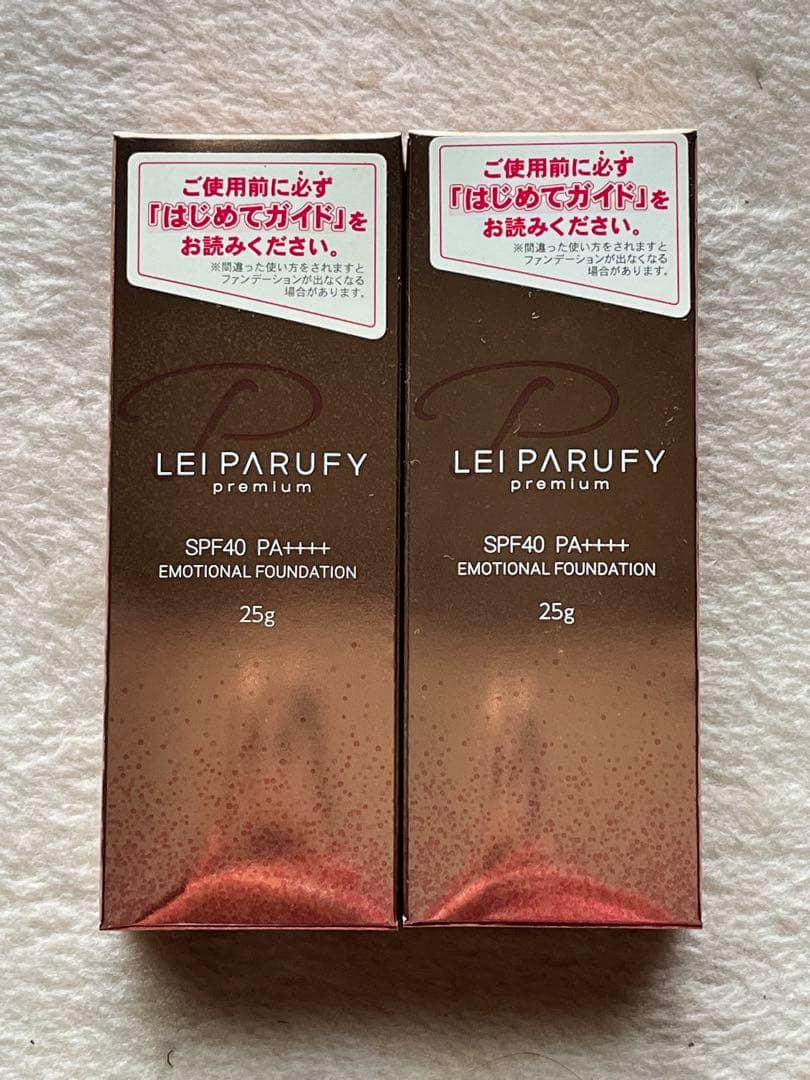 ご使用前に必ず
「はじめてガイド」を
お読みください。
※間違った使い方をされますと
ファンデーションが出なくなる
場合があります。
P
LEI PARUFY
premium
SPF40 PA++++
EMOTIONAL FOUNDATION
25g
ご使用前に必ず
「はじめてガイド」を
お読みください。
※間違った使い方をされますと
ファンデーションが出なくなる
場合があります。
P
LEI PARUFY
premium
SPF40 PA++++
EMOTIONAL FOUNDATION
25g